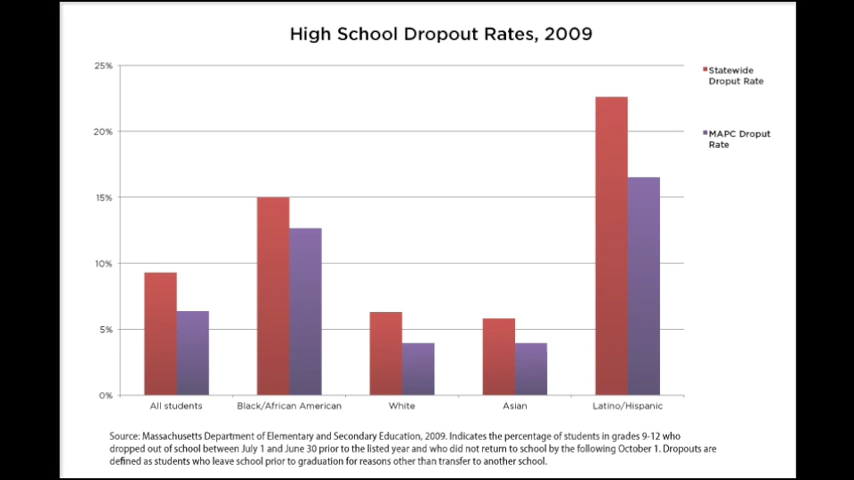 High School Dropout Rates, 2009
25%
20%
15%
10%
5%
0%
Statewide
Droput Rate
MAPC Droput
Rate
All students
Black/African American
White
Asian
Latino/Hispanic
Source: Massachusetts Department of Elementary and Secondary Education, 2009. Indicates the percentage of students in grades 9-12 who
dropped out of school between July 1 and June 30 prior to the listed year and who did not return to school by the following October 1. Dropouts are
defined as students who leave school prior to graduation for reasons other than transfer to another school.